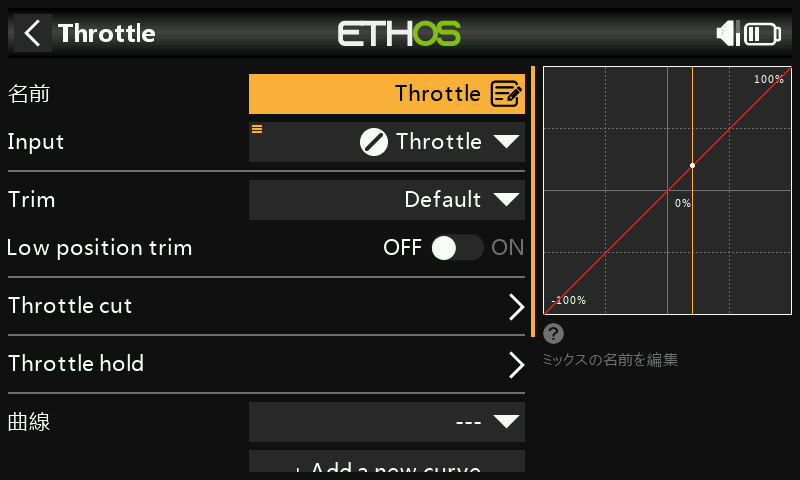 Throttle
ETHOS
名前
Throttle
Input
Throttle
Trim
Default
Low position trim
OFF
ON
Throttle cut
Throttle hold
曲線
---
+ Add a new curve
100%
0%
-100%
?
ミックスの名前を編集